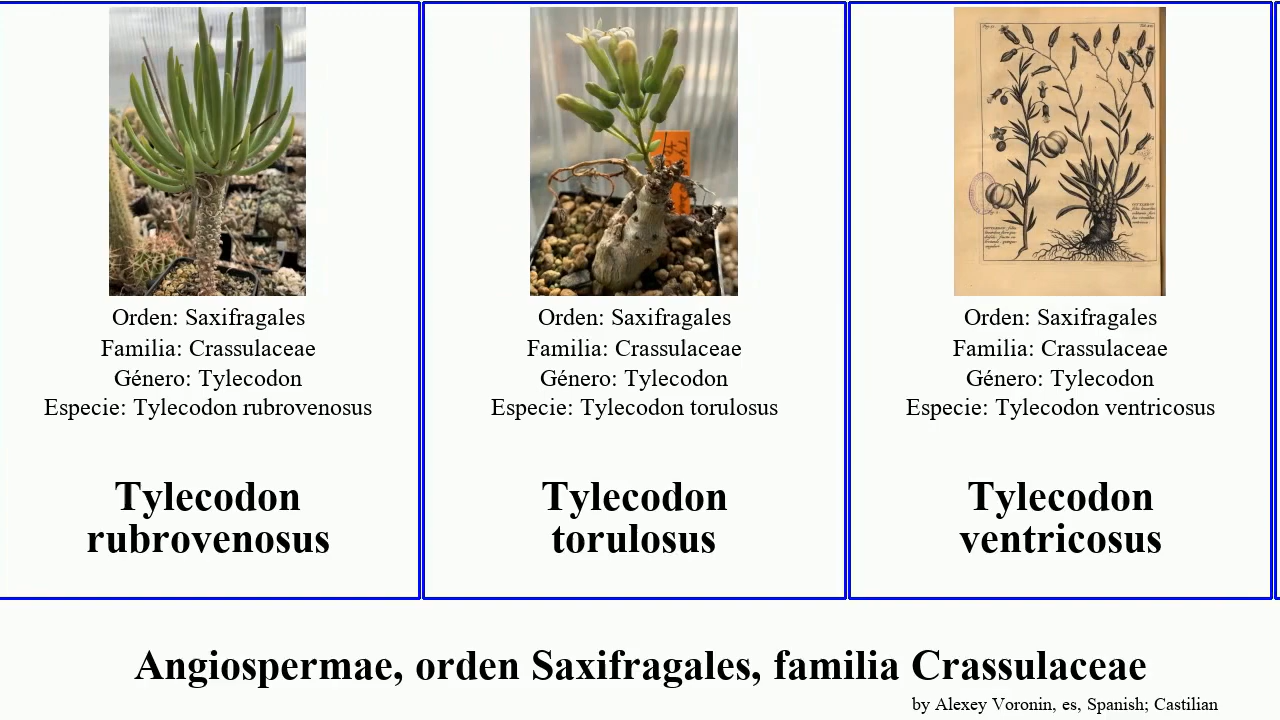 Orden: Saxifragales
Familia: Crassulaceae
Género: Tylecodon
Especie: Tylecodon rubrovenosus
Tylecodon
rubrovenosus
Orden: Saxifragales
Familia: Crassulaceae
Género: Tylecodon
Especie: Tylecodon torulosus
Tylecodon
torulosus
Orden: Saxifragales
Familia: Crassulaceae
Género: Tylecodon
Especie: Tylecodon ventricosus
Tylecodon
ventricosus
Angiospermae, orden Saxifragales, familia Crassulaceae
by Alexey Voronin, es, Spanish; Castilian